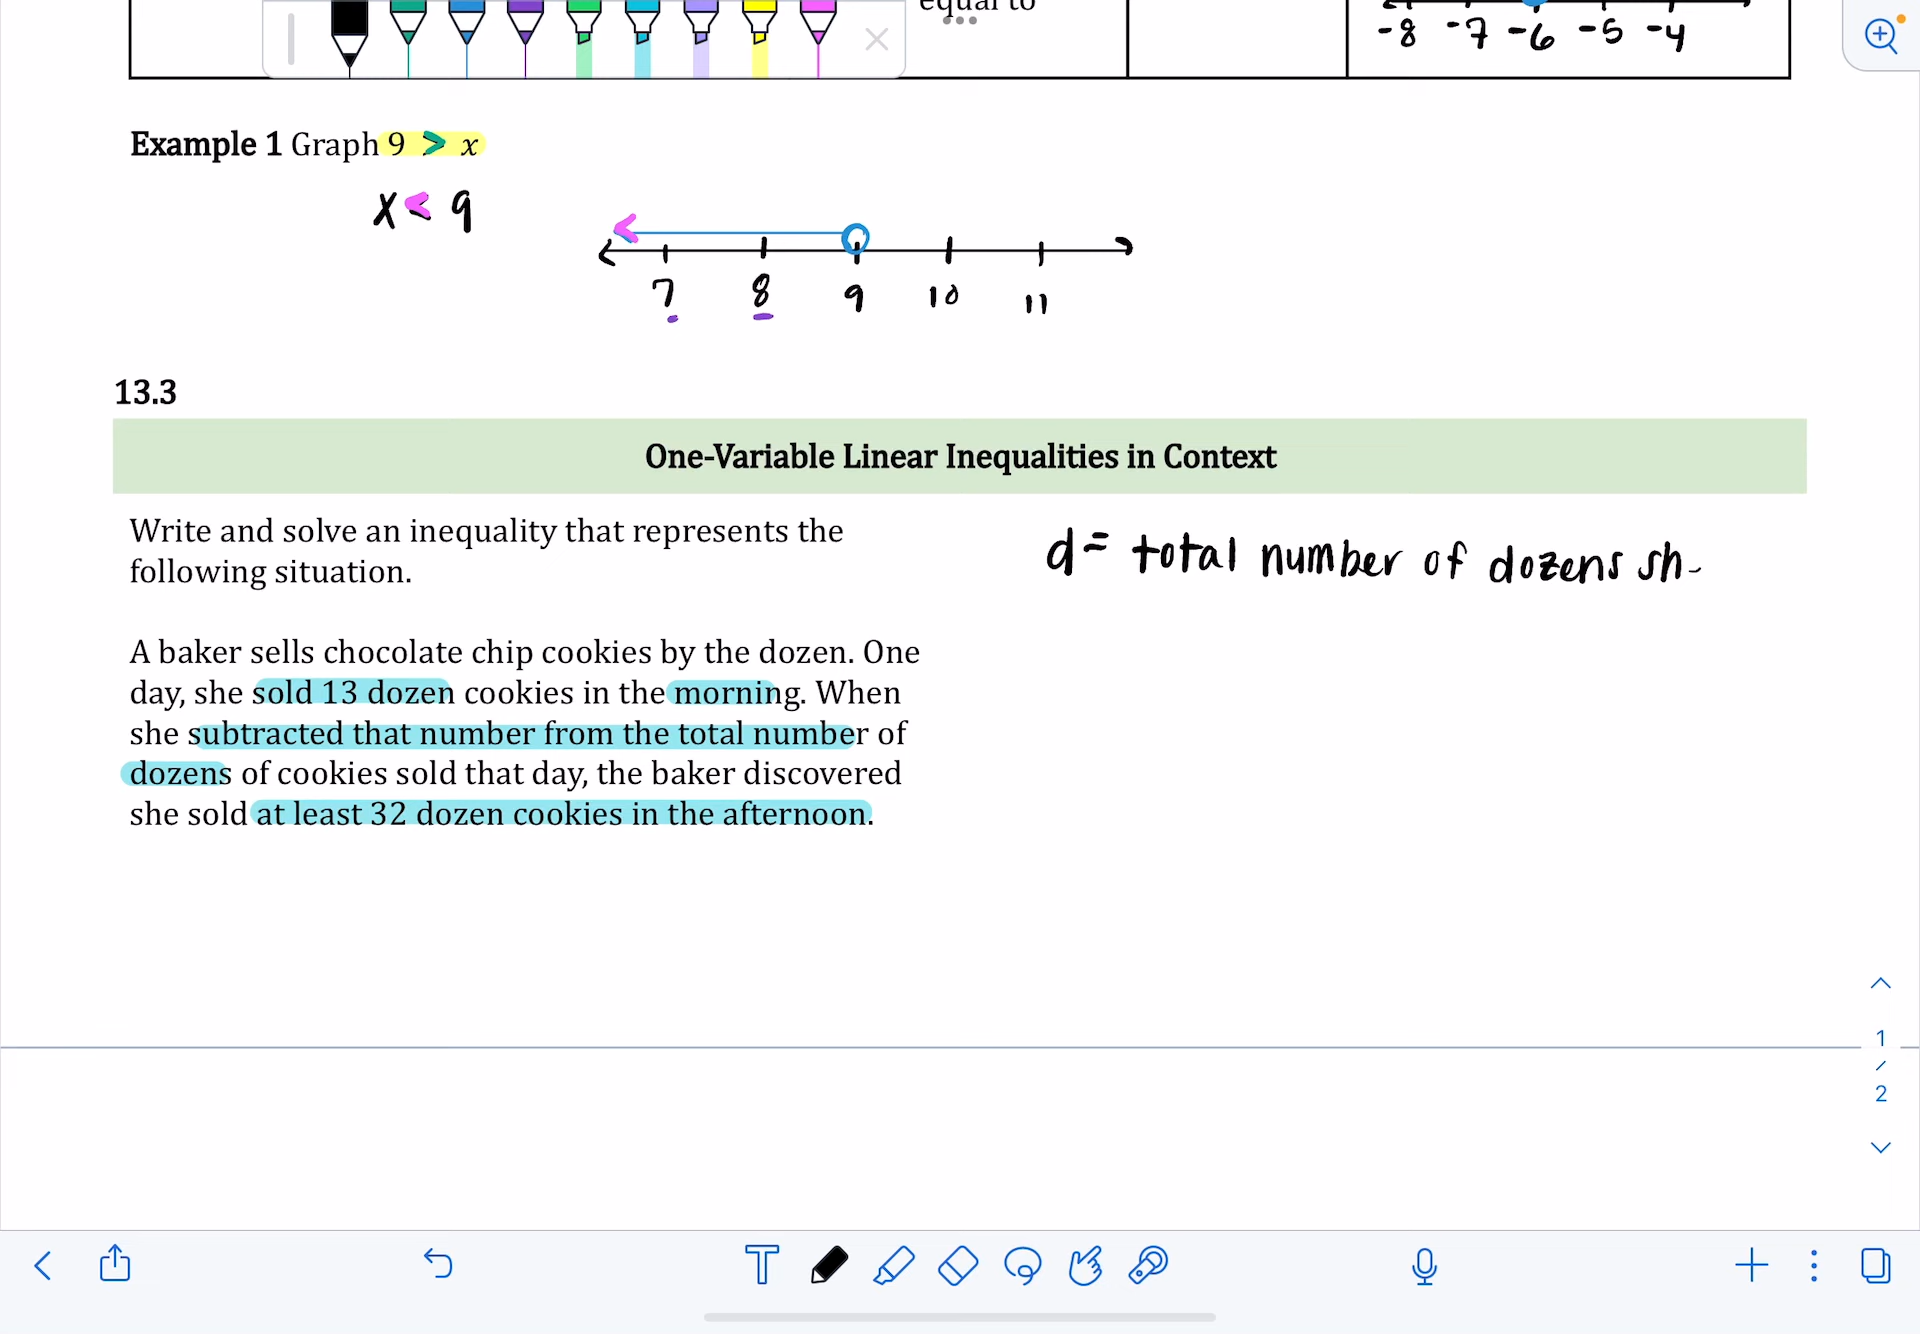 equal to
-8 -7 -6 -5 -4
Example 1 Graph 9 > x
x < 9
7 8 9 10 11
13.3
One-Variable Linear Inequalities in Context
Write and solve an inequality that represents the
following situation.
d = total number of dozens sh
A baker sells chocolate chip cookies by the dozen. One
day, she sold 13 dozen cookies in the morning. When
she subtracted that number from the total number of
dozens of cookies sold that day, the baker discovered
she sold at least 32 dozen cookies in the afternoon.
1
/
2